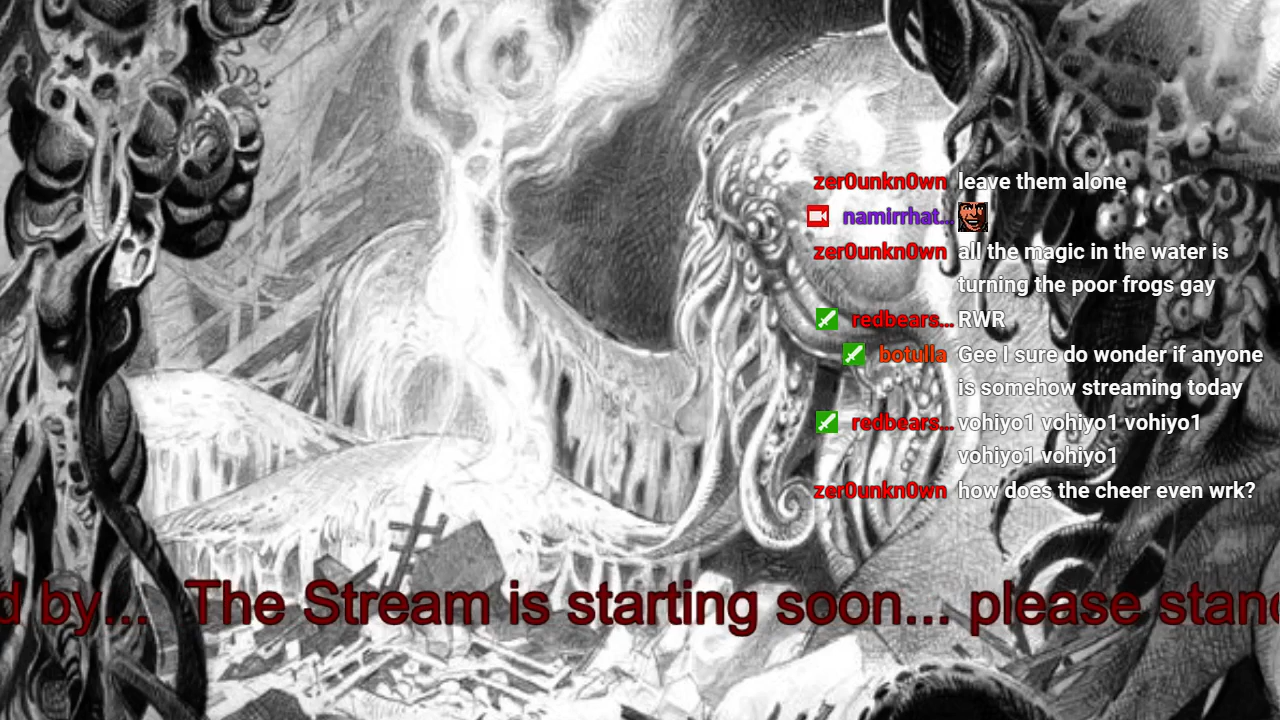 zer0unkn0wn leave them alone
namirrhat...
zer0unkn0wn all the magic in the water is
turning the poor frogs gay
redbears... RWR
botulla Gee I sure do wonder if anyone
is somehow streaming today
redbears... vohiyo1 vohiyo1 vohiyo1
vohiyo1 vohiyo1
zer0unkn0wn how does the cheer even wrk?
d by... The Stream is starting soon... please stand